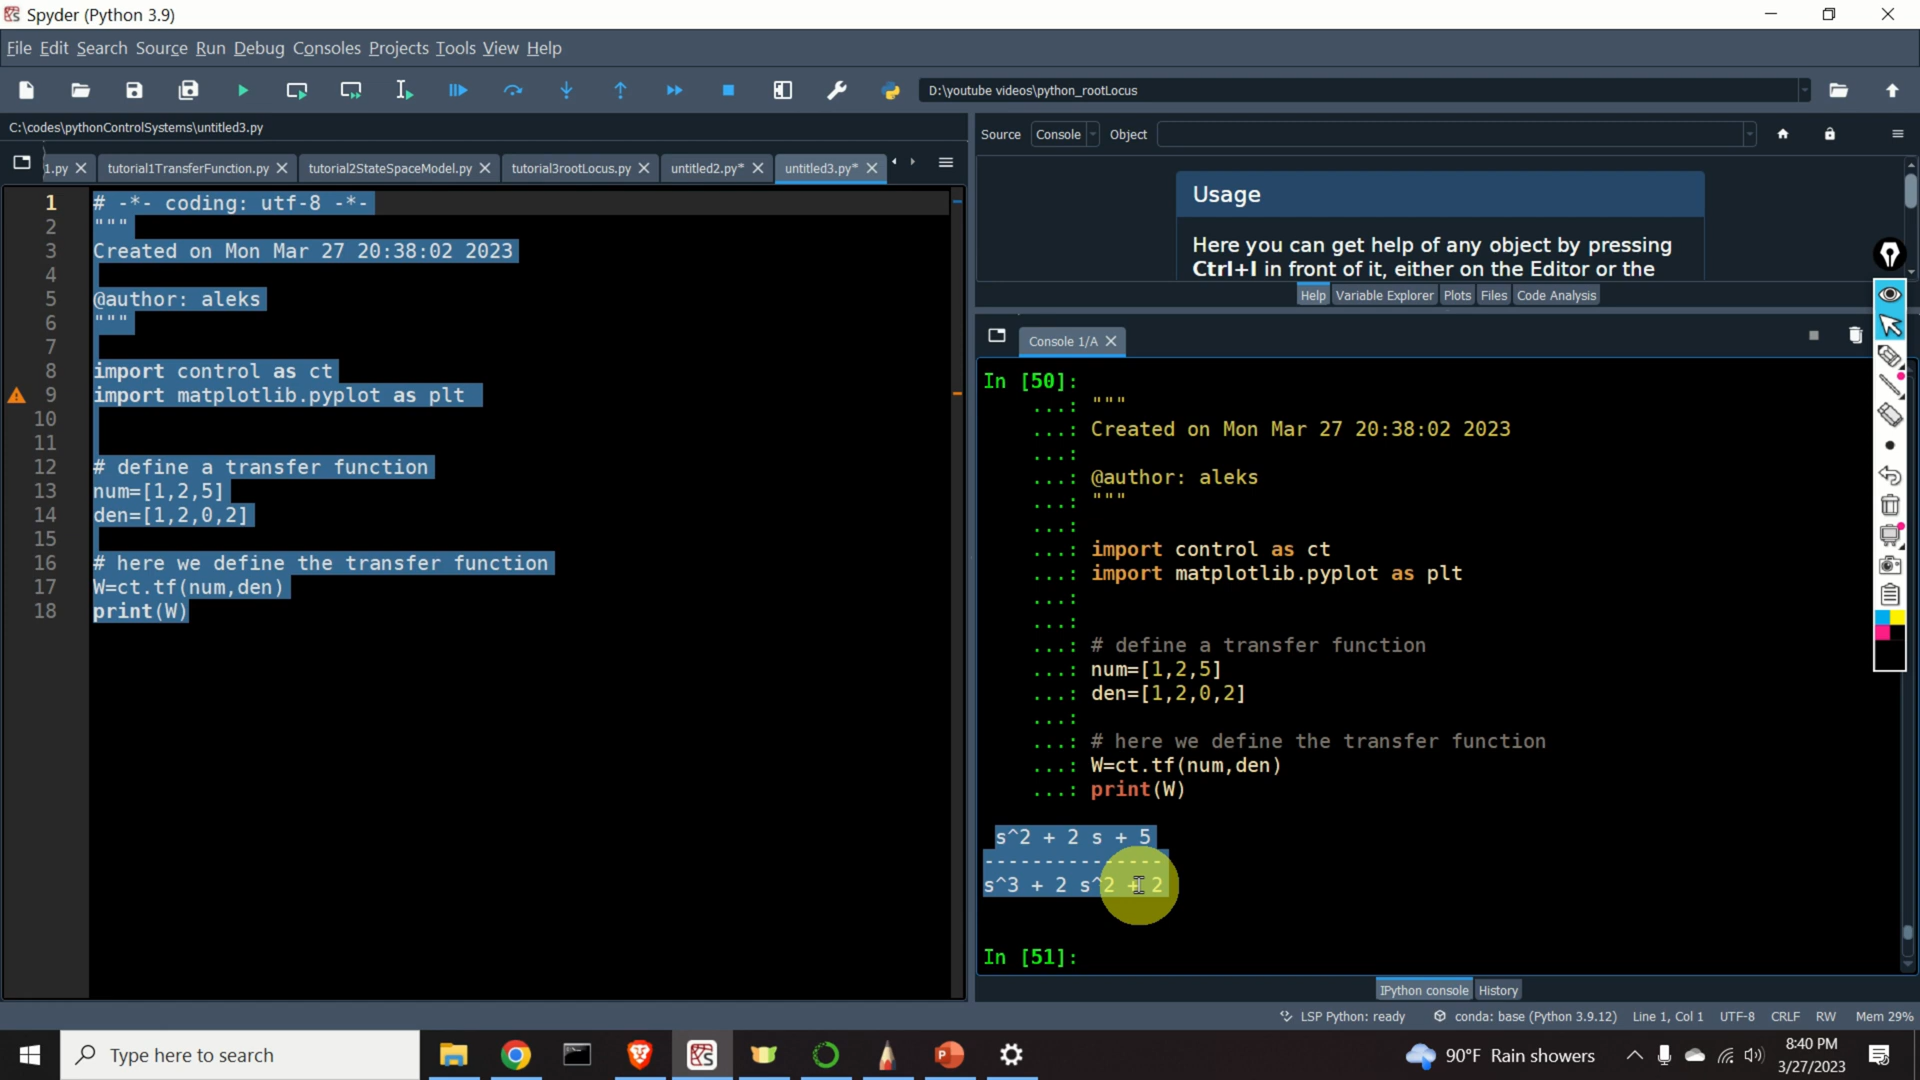 Spyder (Python 3.9)
File Edit Search Source Run Debug Consoles Projects Tools View Help
D:\youtube videos\python_rootLocus
C:\codes\pythonControlSystems\untitled3.py
1.py tutorial1TransferFunction.py tutorial2StateSpaceModel.py tutorial3rootLocus.py untitled2.py* untitled3.py*
1 # -*- coding: utf-8 -*-
2 """
3 Created on Mon Mar 27 20:38:02 2023
4
5 @author: aleks
6 """
7
8 import control as ct
9 import matplotlib.pyplot as plt
10
11
12 # define a transfer function
13 num=[1,2,5]
14 den=[1,2,0,2]
15
16 # here we define the transfer function
17 W=ct.tf(num,den)
18 print(W)
Source Console Object
Usage
Here you can get help of any object by pressing
Ctrl+I in front of it, either on the Editor or the
Help Variable Explorer Plots Files Code Analysis
Console 1/A
In [50]:
...: """
...: Created on Mon Mar 27 20:38:02 2023
...:
...: @author: aleks
...: """
...:
...: import control as ct
...: import matplotlib.pyplot as plt
...:
...:
...: # define a transfer function
...: num=[1,2,5]
...: den=[1,2,0,2]
...:
...: # here we define the transfer function
...: W=ct.tf(num,den)
...: print(W)
s^2 + 2 s + 5
---------------
s^3 + 2 s^2 + 2
In [51]:
IPython console History
LSP Python: ready conda: base (Python 3.9.12) Line 1, Col 1 UTF-8 CRLF RW Mem 29%
Type here to search
90°F Rain showers
8:40 PM
3/27/2023